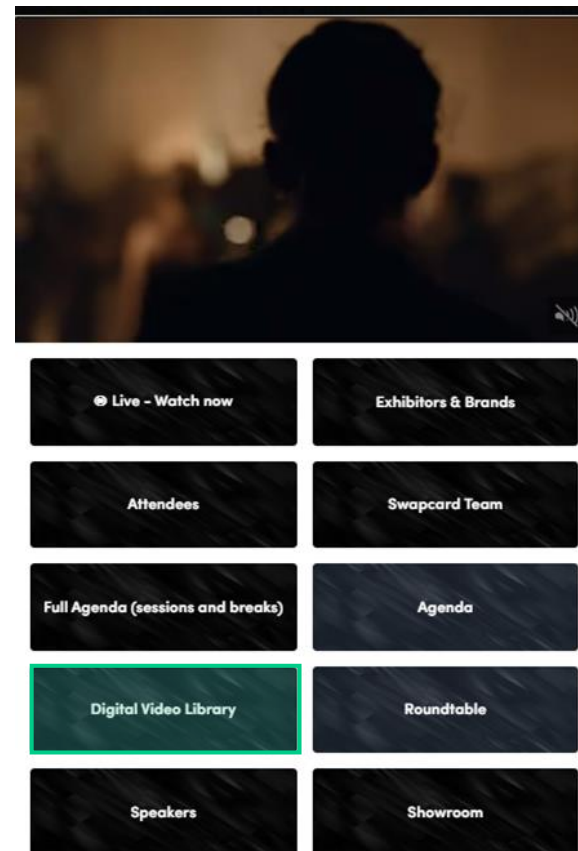 Live - Watch now
Exhibitors & Brands
Attendees
Swapcard Team
Full Agenda (sessions and breaks)
Agenda
Digital Video Library
Roundtable
Speakers
Showroom